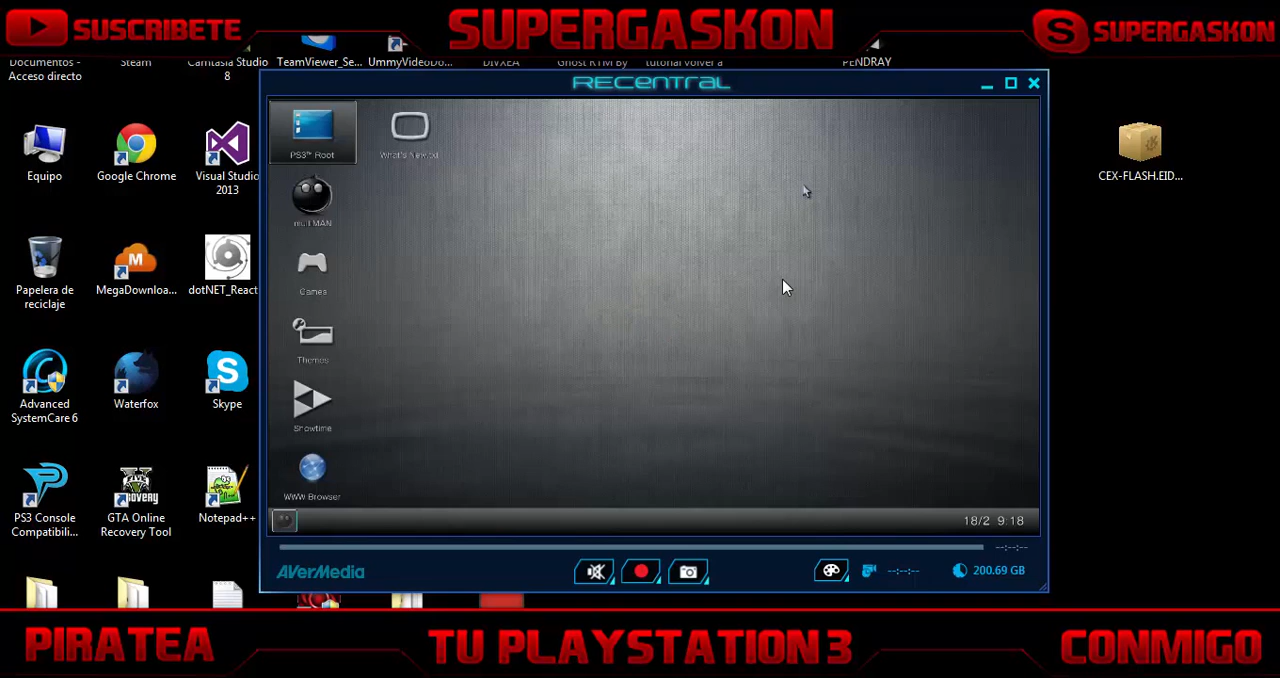 SUSCRIBETE
SUPERGASKON
SUPERGASKON
Documentos -
Acceso directo
Steam
Camtasia Studio
8
TeamViewer_Se...
UmmyVideoDo...
DIVXEA
Ghost RTM By
tutorial volver a
PENDRAY
RECENTRAL
Equipo
Google Chrome
Visual Studio
2013
PS3™ Root
What's New.txt
CEX-FLASH.EID...
multiMAN
Papelera de
reciclaje
MegaDownloa...
dotNET_React
Games
Themes
Advanced
SystemCare 6
Waterfox
Skype
Showtime
PS3 Console
Compatibili...
GTA Online
Recovery Tool
Notepad++
WWW Browser
18/2 9:18
--:--:--
AVerMedia
--:--:--
200.69 GB
PIRATEA
TU PLAYSTATION 3
CONMIGO